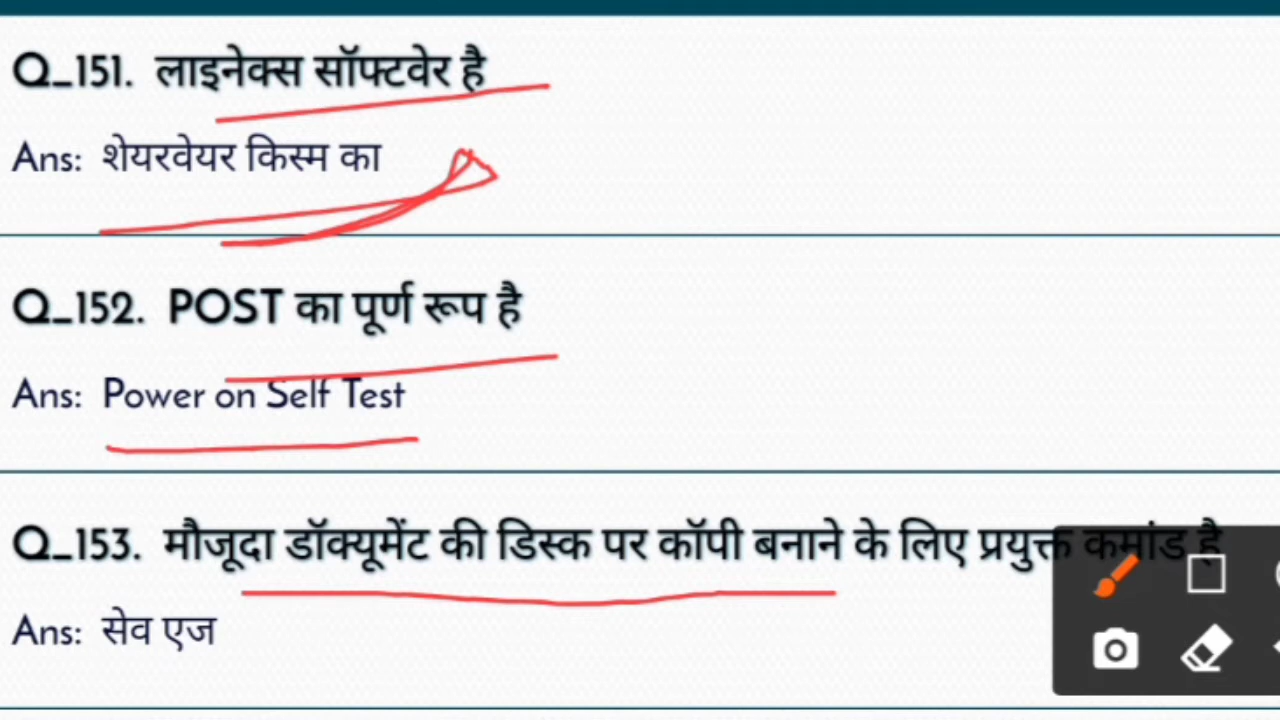 Q_151. लाइनेक्स सॉफ्टवेर है
Ans: शेयरवेयर किस्म का
Q_152. POST का पूर्ण रूप है
Ans: Power on Self Test
Q_153. मौजूदा डॉक्यूमेंट की डिस्क पर कॉपी बनाने के लिए प्रयुक्त कमांड है
Ans: सेव एज